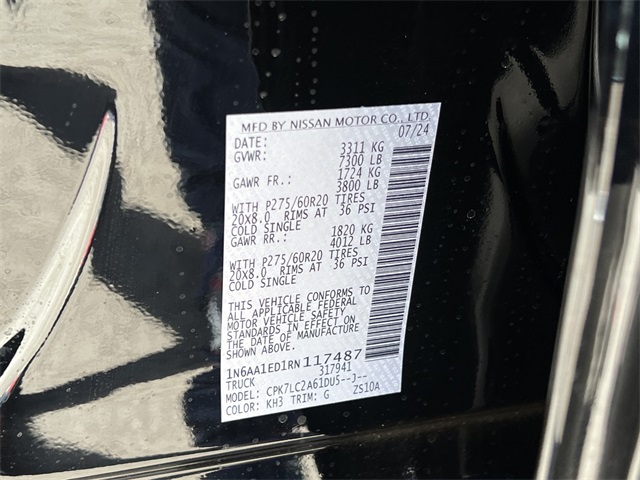 MFD BY NISSAN MOTOR CO., LTD
DATE: 07/24
GVWR: 3311 KG
7300 LB
GAWR FR.: 1724 KG
3800 LB
WITH P275/60R20 TIRES
20X8.0 RIMS AT 36 PSI
COLD SINGLE
GAWR RR.: 1820 KG
4012 LB
WITH P275/60R20 TIRES
20X8.0 RIMS AT 36 PSI
COLD SINGLE
THIS VEHICLE CONFORMS TO
ALL APPLICABLE FEDERAL
MOTOR VEHICLE SAFETY
STANDARDS IN EFFECT ON
THE DATE OF MANUFACTURE
SHOWN ABOVE.
1N6AA1ED1RN117487
TRUCK 317941
MODEL: CPK7LC2A61DU5--J--
COLOR: KH3 TRIM: G ZS10A